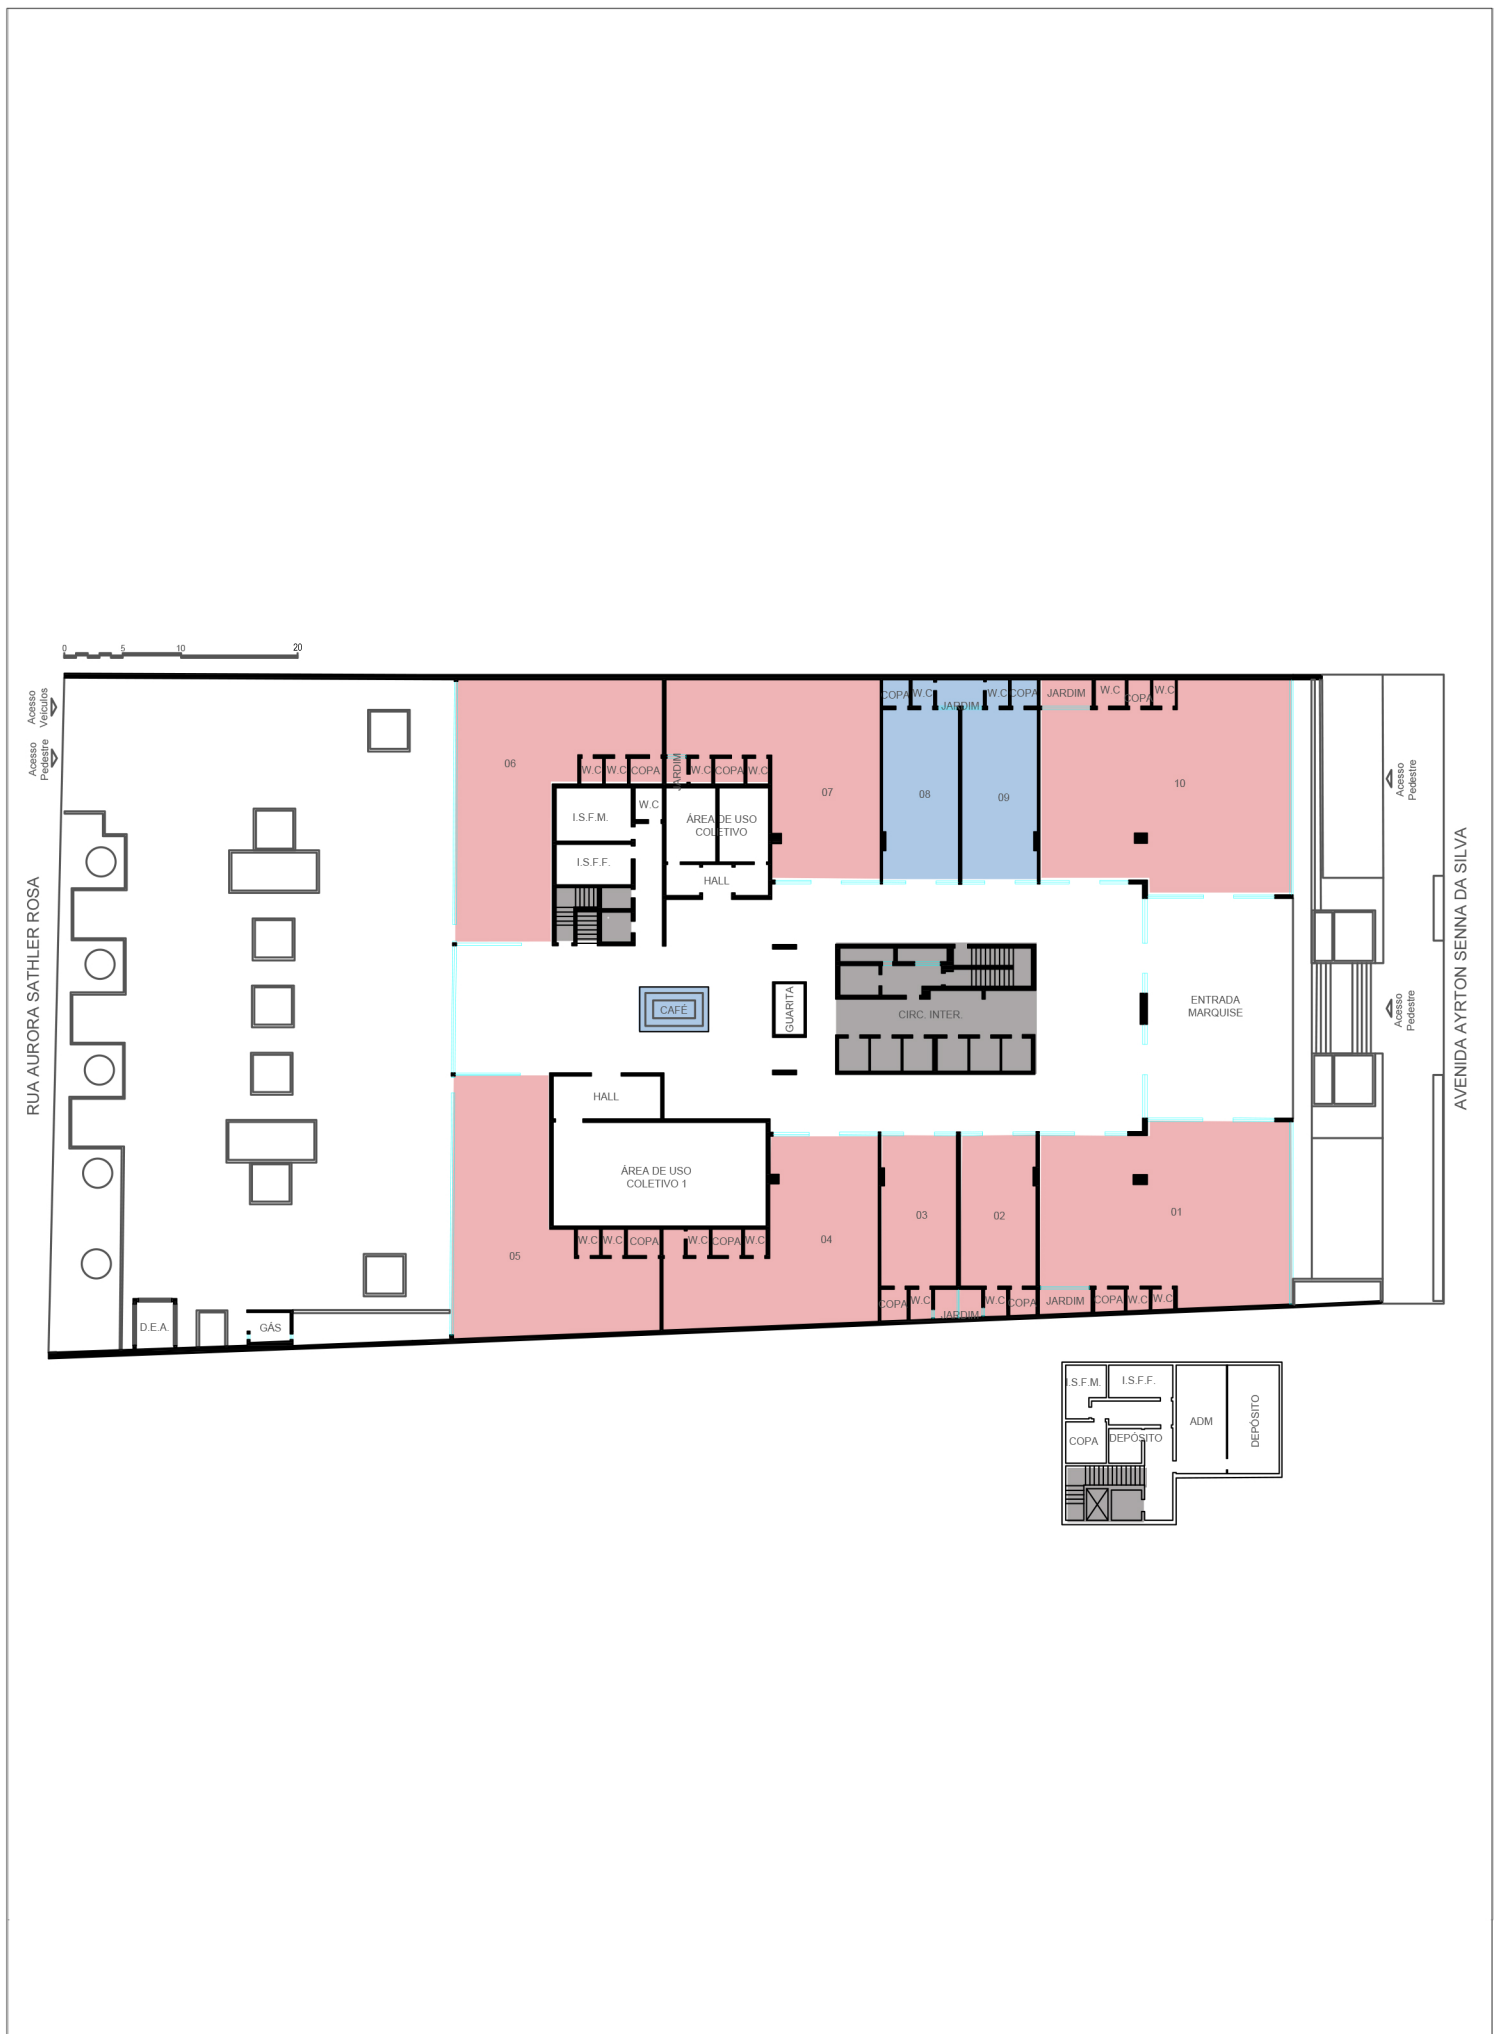 0 5 10 20
Acesso
Veículos
Acesso
Pedestre
RUA AURORA SATHLER ROSA
06
W.C
W.C
COPA
JARDIM
W.C
COPA
W.C
07
COPA
W.C
JARDIM
W.C
COPA
08
09
JARDIM
W.C
COPA
W.C
10
I.S.F.M.
W.C
ÁREA DE USO
COLETIVO
I.S.F.F.
HALL
CAFÉ
GUARITA
CIRC. INTER.
ENTRADA
MARQUISE
Acesso
Pedestre
Acesso
Pedestre
AVENIDA AYRTON SENNA DA SILVA
HALL
ÁREA DE USO
COLETIVO 1
05
W.C
W.C
COPA
W.C
COPA
W.C
04
03
02
01
COPA
W.C
JARDIM
W.C
COPA
JARDIM
COPA
W.C
W.C
D.E.A.
GÁS
I.S.F.M.
I.S.F.F.
ADM
DEPÓSITO
COPA
DEPÓSITO